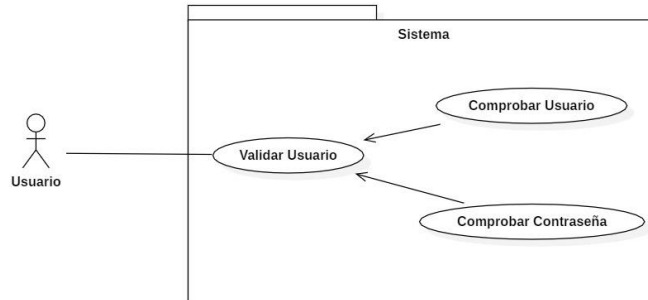 Sistema
Comprobar Usuario
Validar Usuario
Usuario
Comprobar Contraseña